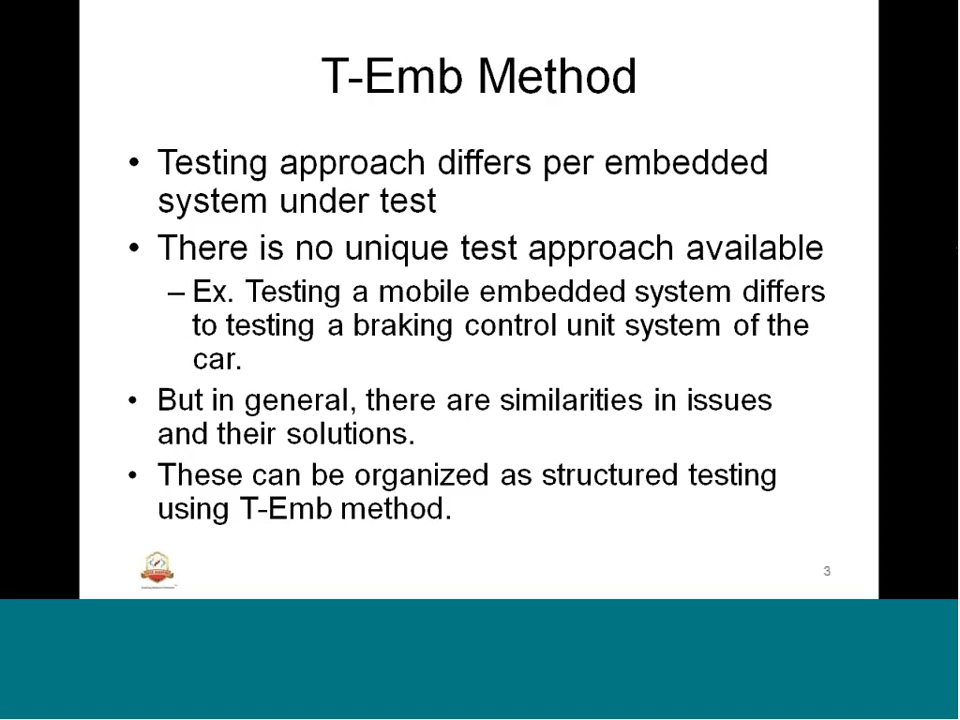 T-Emb Method
• Testing approach differs per embedded
system under test
• There is no unique test approach available
– Ex. Testing a mobile embedded system differs
to testing a braking control unit system of the
car.
• But in general, there are similarities in issues
and their solutions.
• These can be organized as structured testing
using T-Emb method.
3